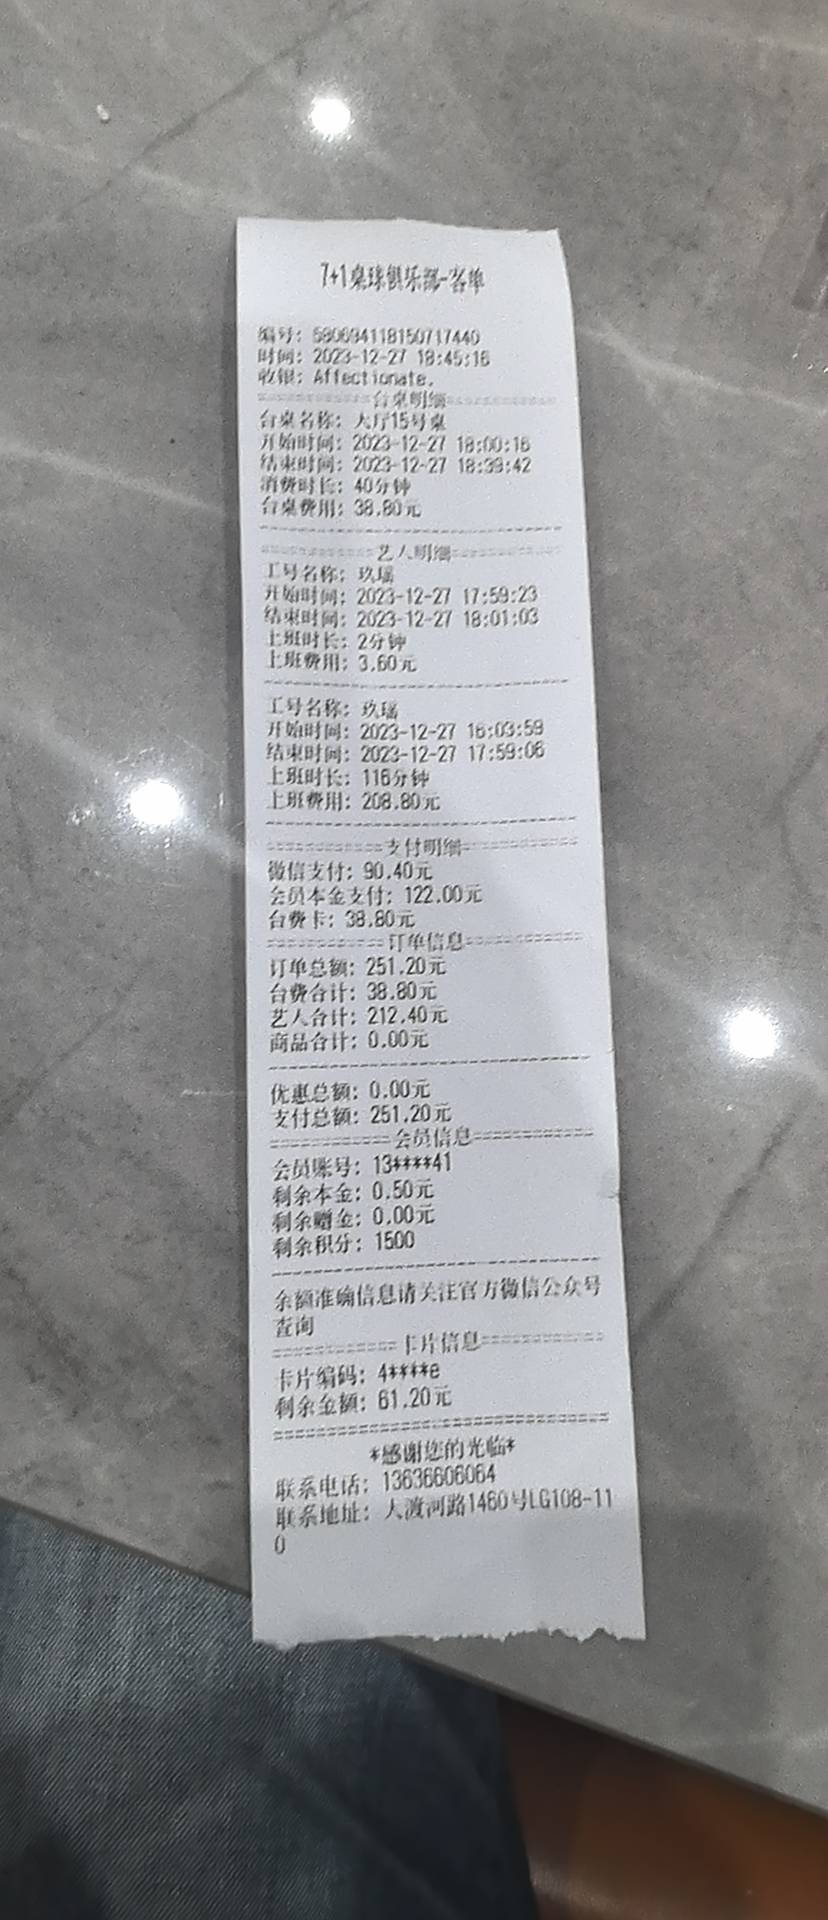 7+1桌球俱乐部-客单
编号: 580694118150717440
时间: 2023-12-27 18:45:16
收银: Affectionate.
============台桌明细============
台桌名称: 大厅15号桌
开始时间: 2023-12-27 18:00:16
结束时间: 2023-12-27 18:39:42
消费时长: 40分钟
台桌费用: 38.80元
============艺人明细============
工号名称: 玖瑶
开始时间: 2023-12-27 17:59:23
结束时间: 2023-12-27 18:01:03
上班时长: 2分钟
上班费用: 3.60元
工号名称: 玖瑶
开始时间: 2023-12-27 16:03:59
结束时间: 2023-12-27 17:59:06
上班时长: 116分钟
上班费用: 208.80元
============支付明细============
微信支付: 90.40元
会员本金支付: 122.00元
台费卡: 38.80元
============订单信息============
订单总额: 251.20元
台费合计: 38.80元
艺人合计: 212.40元
商品合计: 0.00元
优惠总额: 0.00元
支付总额: 251.20元
============会员信息============
会员账号: 13****41
剩余本金: 0.50元
剩余赠金: 0.00元
剩余积分: 1500
余额准确信息请关注官方微信公众号
查询
============卡片信息============
卡片编码: 4****e
剩余金额: 61.20元
*感谢您的光临*
联系电话: 13636606064
联系地址: 大渡河路1460号LG108-11
0